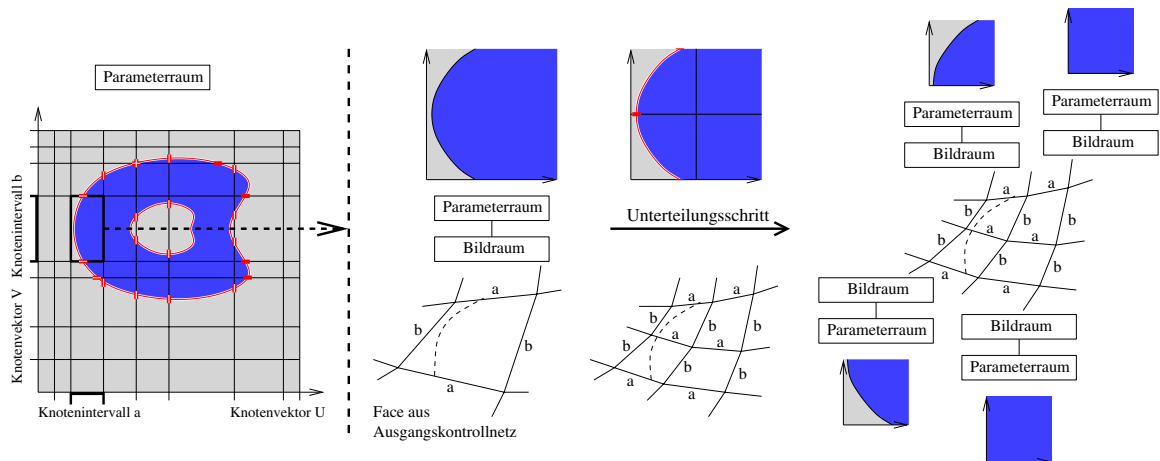 Parameterraum
Knotenintervall b
Knotenvektor V
Knotenintervall a
Knotenvektor U
Parameterraum
Bildraum
a
b
b
a
Face aus
Ausgangskontrollnetz
Unterteilungsschritt
a
a
b
b
b
a
a
b
b
b
a
a
Parameterraum
Bildraum
Parameterraum
Bildraum
a
a
b
b
b
a
a
b
b
b
a
a
Bildraum
Parameterraum
Bildraum
Parameterraum